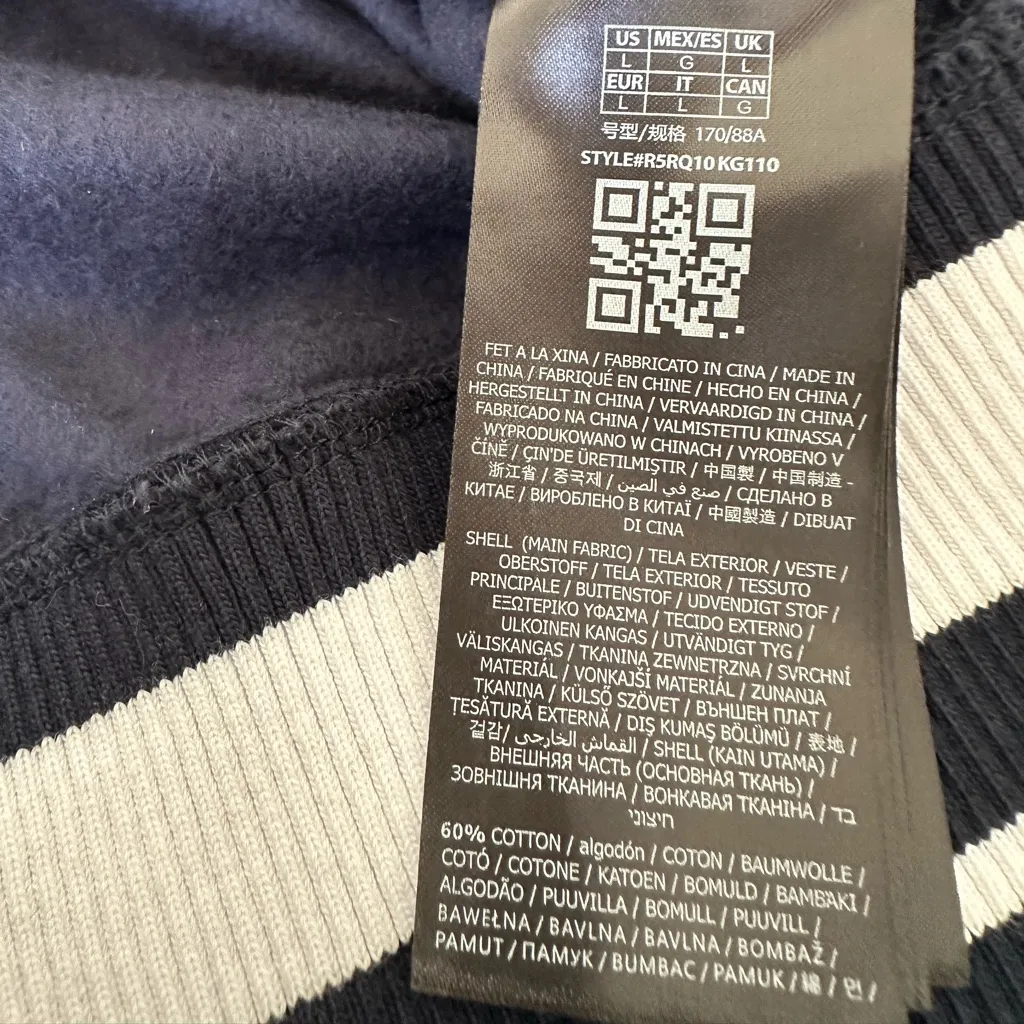 US MEX/ES UK
L G L
EUR IT CAN
L L G
号型/规格 170/88A
STYLE#R5RQ10KG110
FET A LA XINA / FABBRICATO IN CINA / MADE IN
CHINA / FABRIQUÉ EN CHINE / HECHO EN CHINA /
HERGESTELLT IN CHINA / VERVAARDIGD IN CHINA /
FABRICADO NA CHINA / VALMISTETTU KIINASSA /
WYPRODUKOWANO W CHINACH / VYROBENO V
ČÍNĚ / ÇIN'DE ÜRETILMIŞTIR / 中国製 / 中国制造 -
浙江省 / 중국제 / صنع في الصين / СДЕЛАНО В
КИТАЕ / ВИРОБЛЕНО В КИТАЇ / 中國製造 / DIBUAT
DI CINA
SHELL (MAIN FABRIC) / TELA EXTERIOR / VESTE /
OBERSTOFF / TELA EXTERIOR / TESSUTO
PRINCIPALE / BUITENSTOF / UDVENDIGT STOF /
ΕΞΩΤΕΡΙΚΟ ΥΦΑΣΜΑ / TECIDO EXTERNO /
ULKOINEN KANGAS / UTVÄNDIGT TYG /
VÄLISKANGAS / TKANINA ZEWNĘTRZNA / SVRCHNÍ
MATERIÁL / VONKAJŠÍ MATERIÁL / ZUNANJA
TKANINA / KÜLSŐ SZÖVET / ВЪНШЕН ПЛАТ /
ȚESĂTURĂ EXTERNĂ / DIŞ KUMAŞ BÖLÜMÜ / 表地 /
겉감/ القماش الخارجي / SHELL (KAIN UTAMA) /
ВНЕШНЯЯ ЧАСТЬ (ОСНОВНАЯ ТКАНЬ) /
ЗОВНІШНЯ ТКАНИНА / ВОНКАВАЯ ТКАНІНА / בד
חיצוני
60% COTTON / algodón / COTON / BAUMWOLLE /
COTÓ / COTONE / KATOEN / BOMULD / ΒΑΜΒΑΚΙ /
ALGODÃO / PUUVILLA / BOMULL / PUUVILL /
BAWEŁNA / BAVLNA / BAVLNA / BOMBAŽ /
PAMUT / ПАМУК / BUMBAC / PAMUK / 綿 / 면 /